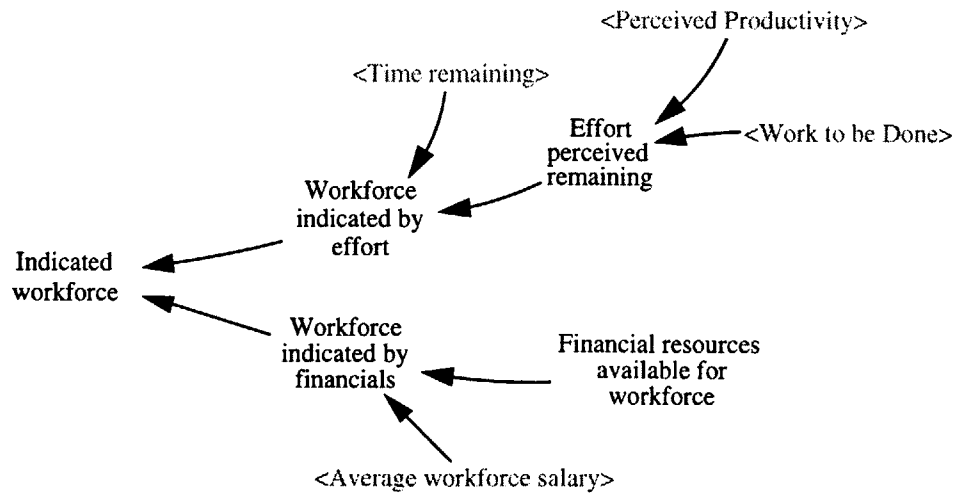 <Perceived Productivity>
<Time remaining>
Effort
perceived
remaining
<Work to be Done>
Workforce
indicated by
effort
Indicated
workforce
Workforce
indicated by
financials
Financial resources
available for
workforce
<Average workforce salary>